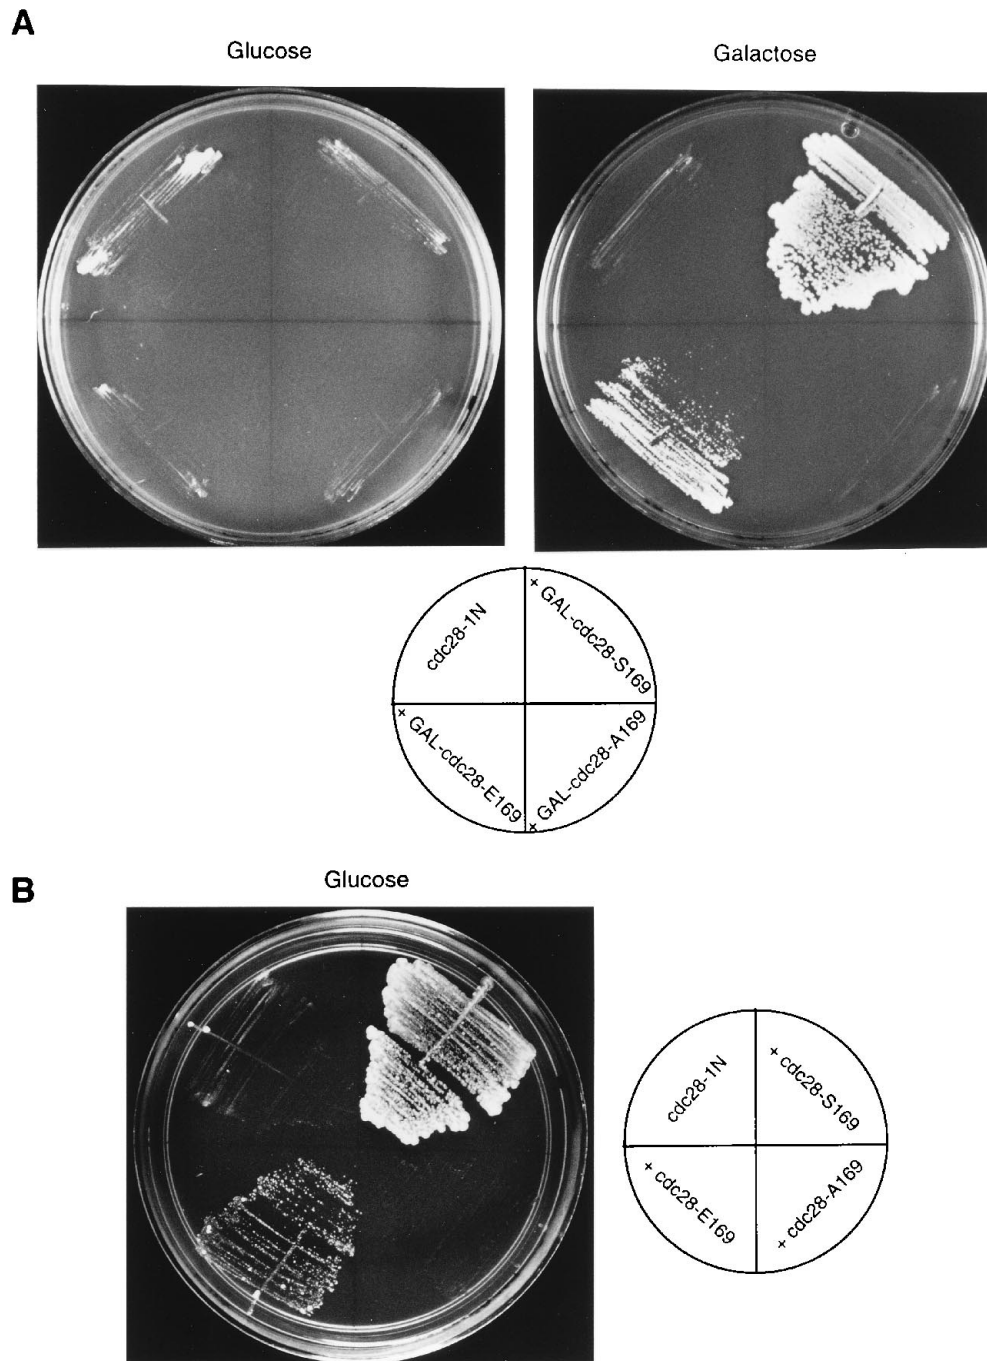 A
Glucose
Galactose
cdc28-1N
+ GAL-cdc28-S169
+ GAL-cdc28-E169
+ GAL-cdc28-A169
B
Glucose
cdc28-1N
+ cdc28-S169
+ cdc28-E169
+ cdc28-A169